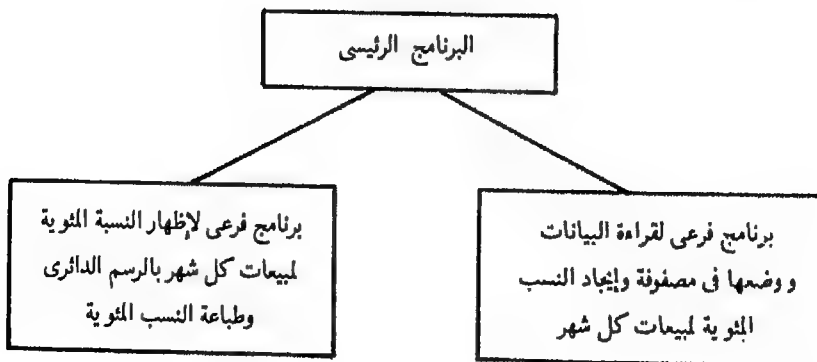 البرنامج الرئيسى
برنامج فرعى لقراءة البيانات
ووضعها فى مصفوفة وإيجاد النسب
المئوية لمبيعات كل شهر
برنامج فرعى لإظهار النسبة المئوية
لمبيعات كل شهر بالرسم الدائرى
وطباعة النسب المئوية